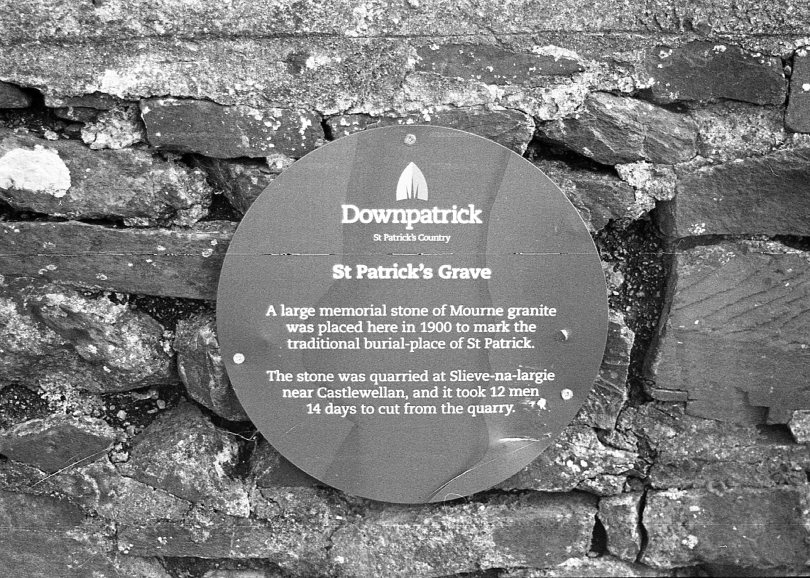 Downpatrick
St Patrick's Country
St Patrick's Grave
A large memorial stone of Mourne granite
was placed here in 1900 to mark the
traditional burial-place of St Patrick.
The stone was quarried at Slieve-na-largie
near Castlewellan, and it took 12 men
14 days to cut from the quarry.